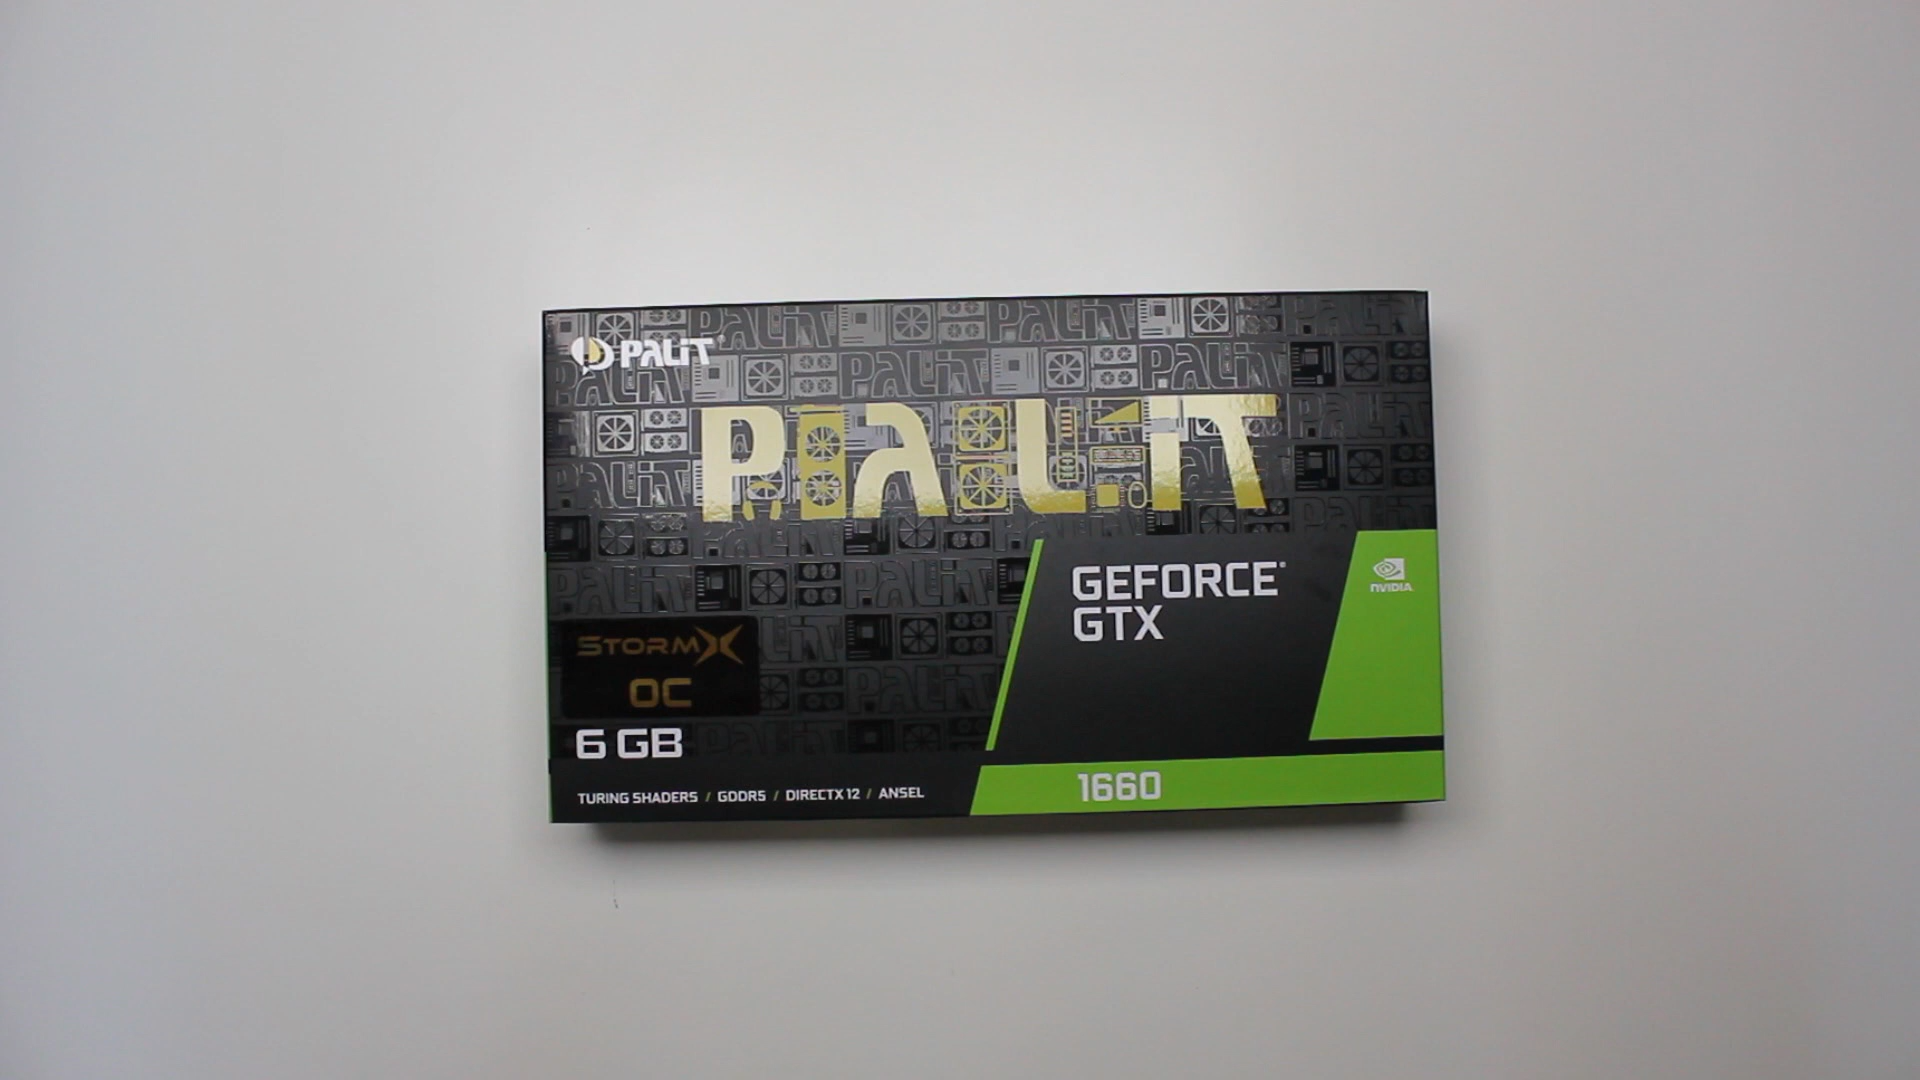 PALIT
PALIT
GEFORCE®
GTX
NVIDIA
STORMX
OC
6 GB
TURING SHADERS / GDDR5 / DIRECTX 12 / ANSEL
1660